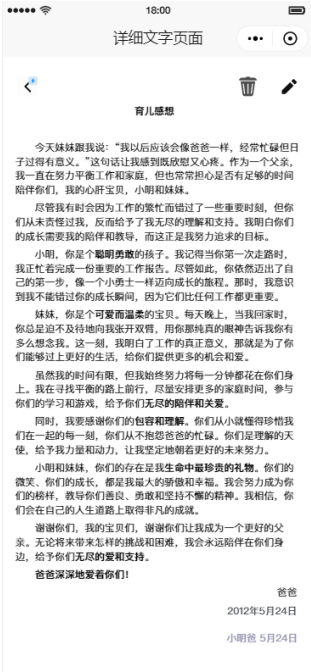 18:00
详细文字页面
育儿感想
今天妹妹跟我说:“我以后应该会像爸爸一样，经常忙碌但日
子过得有意义。”这句话让我感到既欣慰又心疼。作为一个父亲，
我一直在努力平衡工作和家庭，但也常常担心是否有足够的时间
陪伴你们，我的心肝宝贝，小明和妹妹。
尽管我有时会因为工作的繁忙而错过了一些重要时刻，但你
们从未责怪过我，反而给予了我无尽的理解和支持。我明白你们
的成长需要我的陪伴和教导，而这正是我努力追求的目标。
小明，你是个聪明勇敢的孩子。我记得当你第一次走路时，
我正忙着完成一份重要的工作报告。尽管如此，你依然迈出了自
己的第一步，像一个小勇士一样迈向成长的旅程。那时，我意识
到我不能错过你的成长瞬间，因为它们比任何工作都更重要。
妹妹，你是个可爱而温柔的宝贝。每天晚上，当我回家时，
你总是迫不及待地向我张开双臂，用你那纯真的眼神告诉我你有
多么想念我。这一刻，我明白了工作的真正意义，那就是为了你
们能够过上更好的生活，给你们提供更多的机会和爱。
虽然我的时间有限，但我始终努力将每一分钟都花在你们身
上。我在寻找平衡的路上前行，尽量安排更多的家庭时间，参与
你们的学习和游戏，给予你们无尽的陪伴和关爱。
同时，我要感谢你们的包容和理解。你们从小就懂得珍惜我
们在一起的每一刻，你们从不抱怨爸爸的忙碌。你们是理解的天
使，给予我力量和动力，让我坚定地朝着更好的未来努力。
小明和妹妹，你们的存在是我生命中最珍贵的礼物。你们的
微笑、你们的成长，都是我最大的骄傲和幸福。我会努力成为你
们的榜样，教导你们善良、勇敢和坚持不懈的精神。我相信，你
们会在自己的人生道路上取得非凡的成就。
谢谢你们，我的宝贝们，谢谢你们让我成为一个更好的父
亲。无论将来带来怎样的挑战和困难，我会永远陪伴在你们身
边，给予你们无尽的爱和支持。
爸爸深深地爱着你们！
爸爸
2012年5月24日
小明爸 5月24日